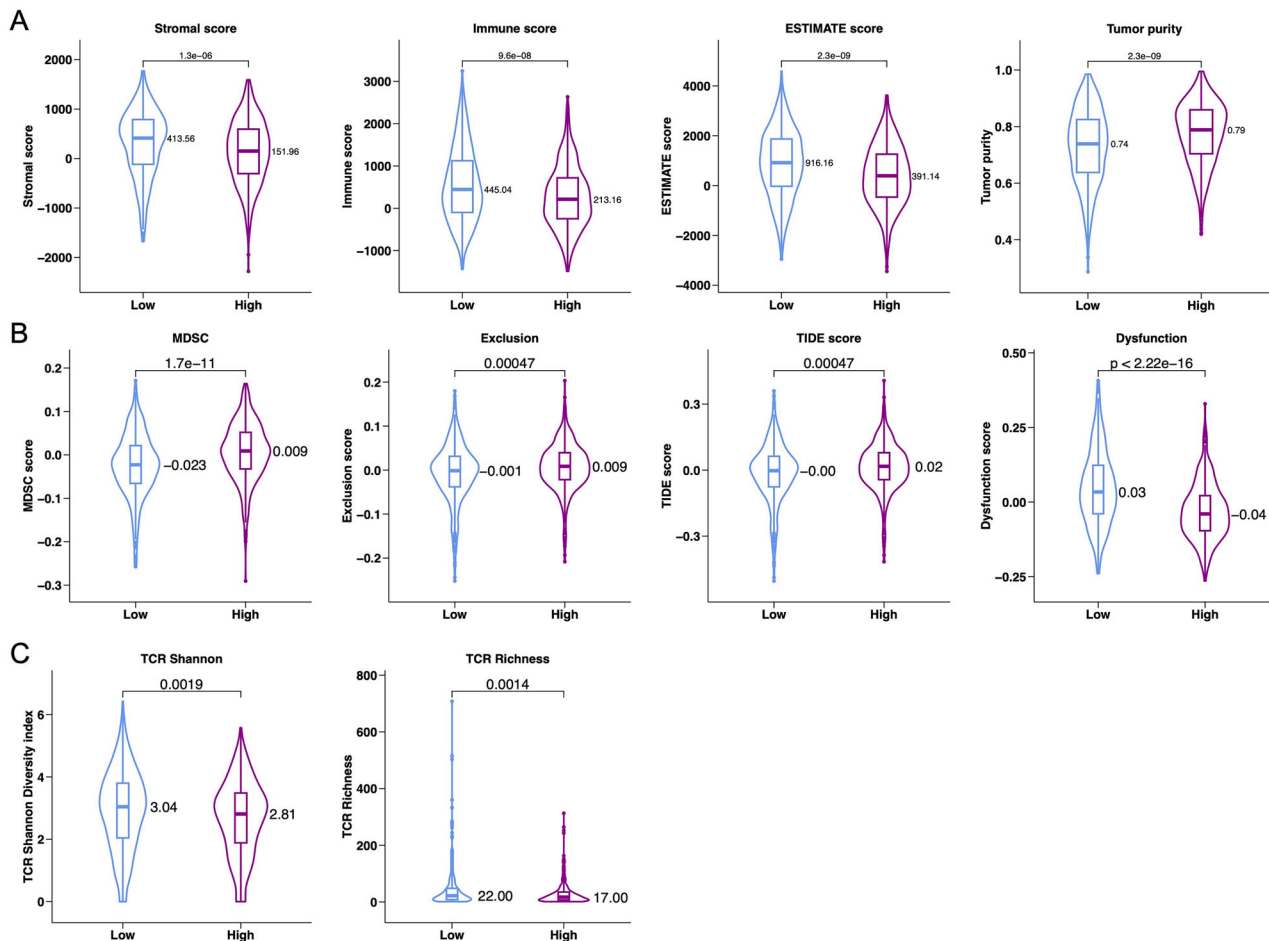 A
Stromal score
1.3e−06
Stromal score
2000
1000
0
−1000
−2000
413.56
151.96
Low
High
Immune score
9.6e−08
Immune score
3000
2000
1000
0
−1000
445.04
213.16
Low
High
ESTIMATE score
2.3e−09
ESTIMATE score
4000
2000
0
−2000
−4000
916.16
391.14
Low
High
Tumor purity
2.3e−09
Tumor purity
1.0
0.8
0.6
0.4
0.74
0.79
Low
High
B
MDSC
1.7e−11
MDSC score
0.2
0.1
0.0
−0.1
−0.2
−0.3
−0.023
0.009
Low
High
Exclusion
0.00047
Exclusion score
0.2
0.1
0.0
−0.1
−0.2
−0.001
0.009
Low
High
TIDE score
0.00047
TIDE score
0.3
0.0
−0.3
−0.00
0.02
Low
High
Dysfunction
p < 2.22e−16
Dysfunction score
0.50
0.25
0.00
−0.25
0.03
−0.04
Low
High
C
TCR Shannon
0.0019
TCR Shannon Diversity index
6
4
2
0
3.04
2.81
Low
High
TCR Richness
0.0014
TCR Richness
800
600
400
200
0
22.00
17.00
Low
High